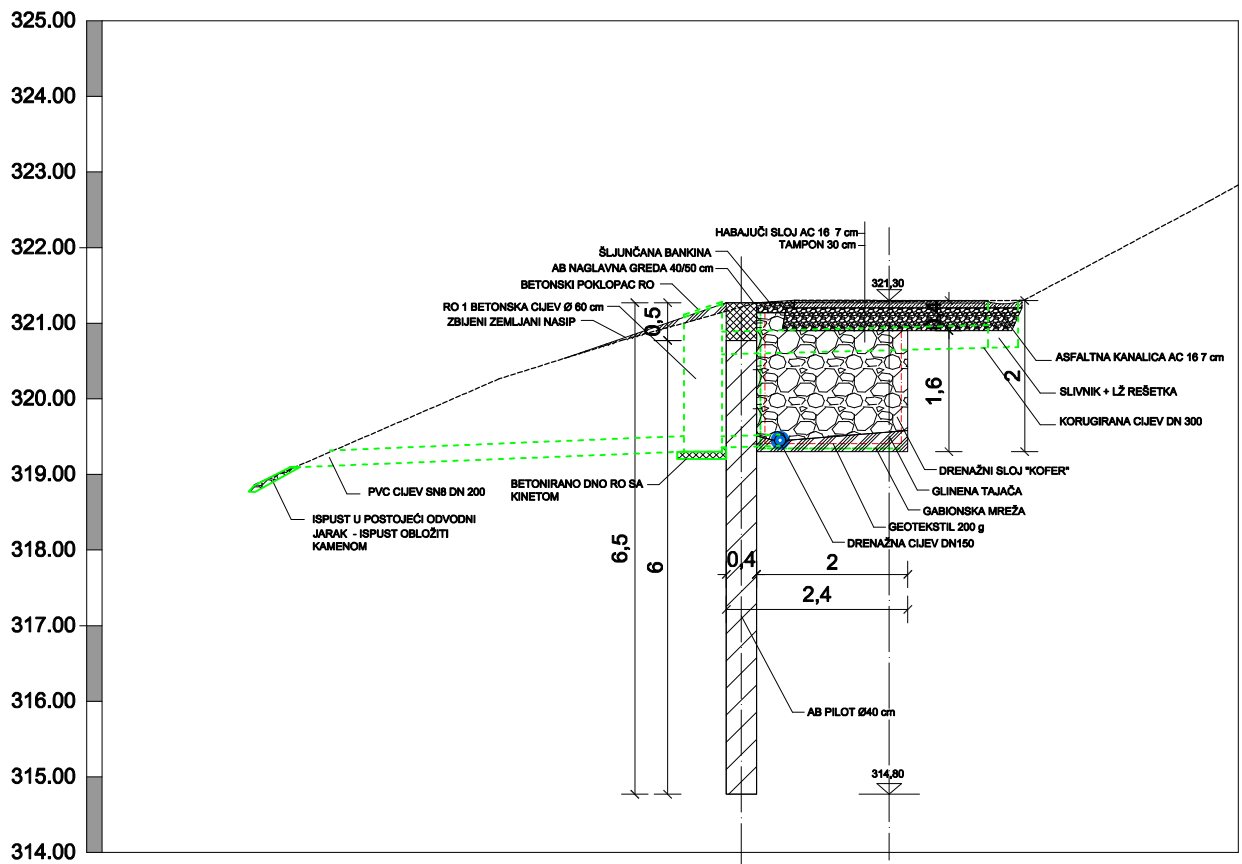 325.00
324.00
323.00
322.00
321.00
320.00
319.00
318.00
317.00
316.00
315.00
314.00
HABAJUČI SLOJ AC 16 7 cm
TAMPON 30 cm
ŠLJUNČANA BANKINA
AB NAGLAVNA GREDA 40/50 cm
BETONSKI POKLOPAC RO
RO 1 BETONSKA CIJEV Ø 60 cm
ZBIJENI ZEMLJANI NASIP
321,30
0,5
0,4
1,6
2
ASFALTNA KANALICA AC 16 7 cm
SLIVNIK + LŽ REŠETKA
KORUGIRANA CIJEV DN 300
DRENAŽNI SLOJ "KOFER"
GLINENA TAJAČA
GABIONSKA MREŽA
GEOTEKSTIL 200 g
DRENAŽNA CIJEV DN150
BETONIRANO DNO RO SA
KINETOM
PVC CIJEV SN8 DN 200
ISPUST U POSTOJEĆI ODVODNI
JARAK - ISPUST OBLOŽITI
KAMENOM
6,5
6
0,4
2
2,4
AB PILOT Ø40 cm
314,80